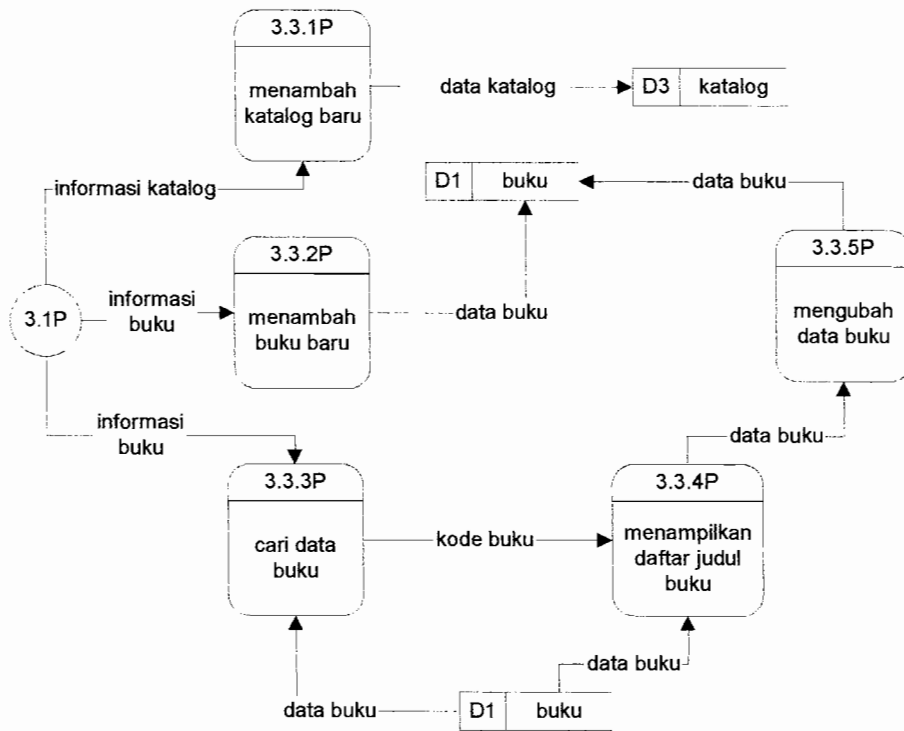 3.3.1P
menambah
katalog baru
data katalog
D3 katalog
informasi katalog
D1 buku
data buku
3.3.2P
menambah
buku baru
3.1P
informasi
buku
data buku
3.3.5P
mengubah
data buku
informasi
buku
data buku
3.3.3P
cari data
buku
kode buku
3.3.4P
menampilkan
daftar judul
buku
data buku
data buku
D1 buku